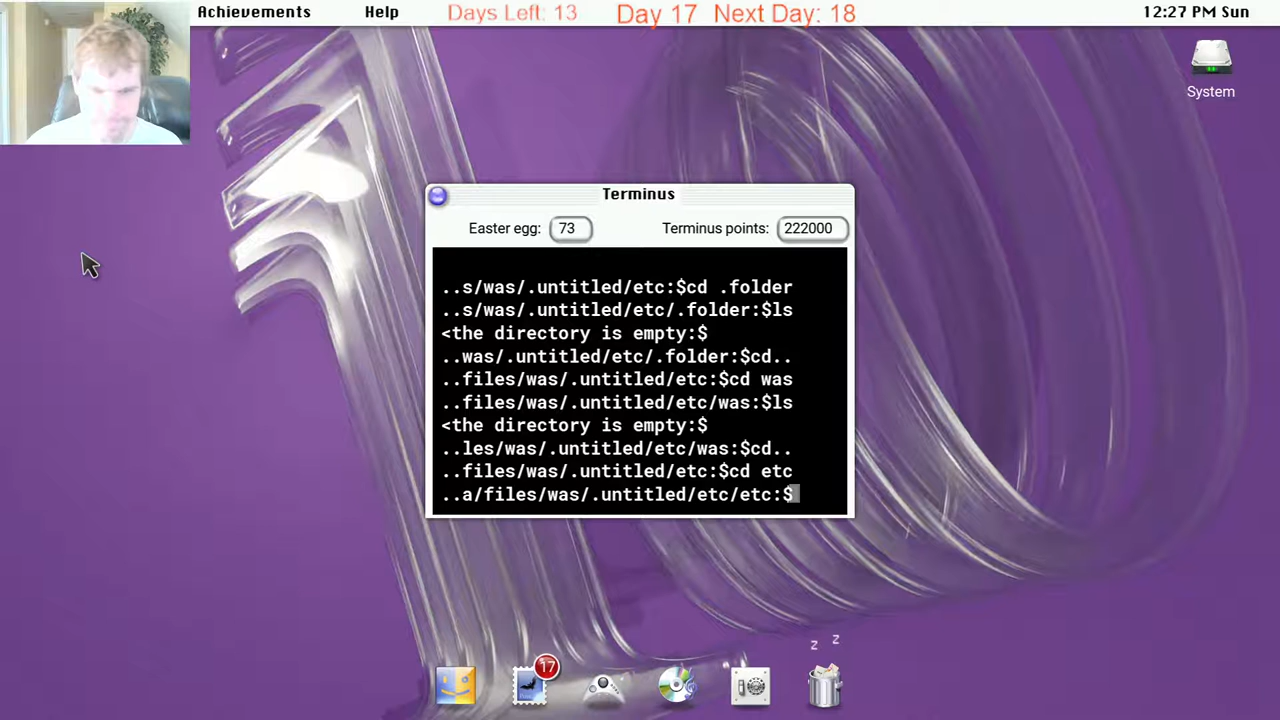 Achievements Help Days Left: 13 Day 17 Next Day: 18 12:27 PM Sun
System
Terminus
Easter egg: 73 Terminus points: 222000
..s/was/.untitled/etc:$cd .folder
..s/was/.untitled/etc/.folder:$ls
<the directory is empty:$
..was/.untitled/etc/.folder:$cd..
..files/was/.untitled/etc:$cd was
..files/was/.untitled/etc/was:$ls
<the directory is empty:$
..les/was/.untitled/etc/was:$cd..
..files/was/.untitled/etc:$cd etc
..a/files/was/.untitled/etc/etc:$
z z
17